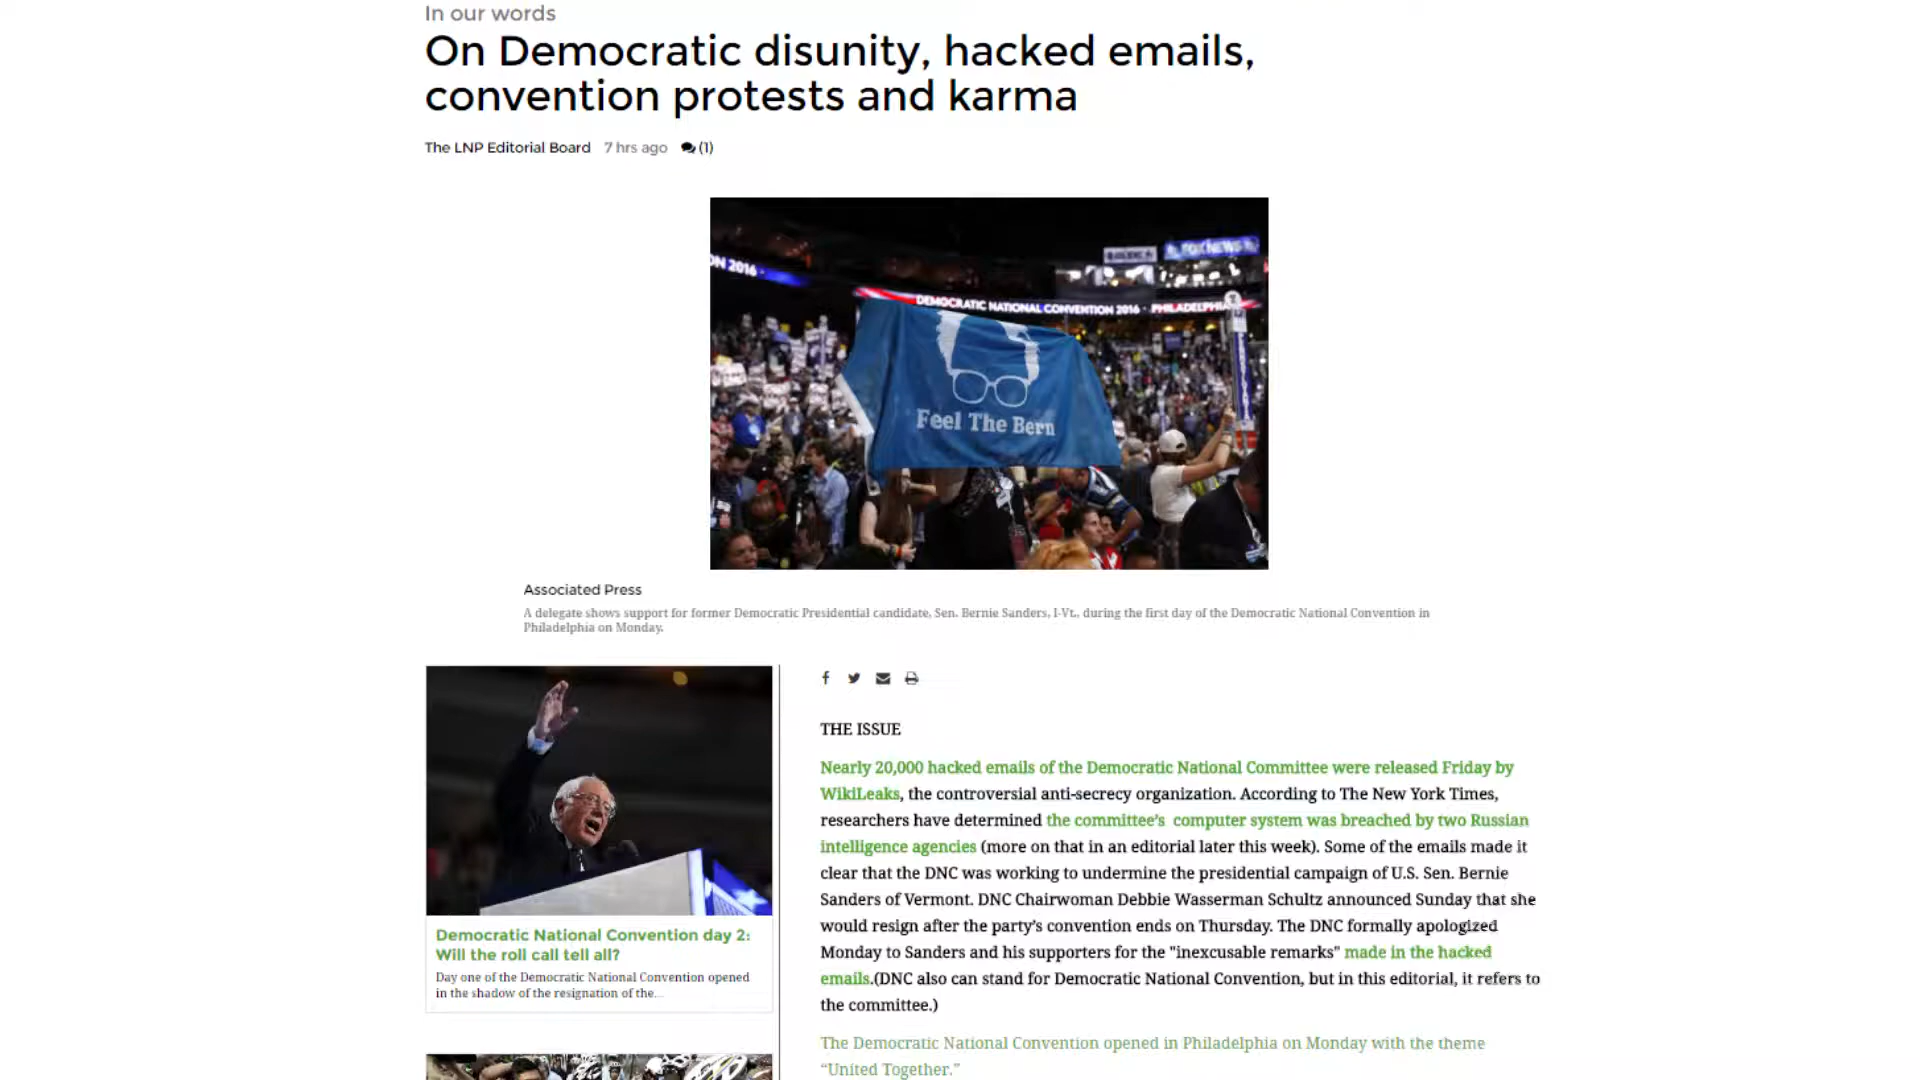 In our words
On Democratic disunity, hacked emails,
convention protests and karma
The LNP Editorial Board 7 hrs ago (1)
ON 2016
FOX NEWS
DEMOCRATIC NATIONAL CONVENTION 2016 · PHILADELPHIA
Feel The Bern
Associated Press
A delegate shows support for former Democratic Presidential candidate, Sen. Bernie Sanders, I-Vt., during the first day of the Democratic National Convention in
Philadelphia on Monday.
THE ISSUE
Nearly 20,000 hacked emails of the Democratic National Committee were released Friday by
WikiLeaks, the controversial anti-secrecy organization. According to The New York Times,
researchers have determined the committee's computer system was breached by two Russian
intelligence agencies (more on that in an editorial later this week). Some of the emails made it
clear that the DNC was working to undermine the presidential campaign of U.S. Sen. Bernie
Sanders of Vermont. DNC Chairwoman Debbie Wasserman Schultz announced Sunday that she
would resign after the party's convention ends on Thursday. The DNC formally apologized
Monday to Sanders and his supporters for the "inexcusable remarks" made in the hacked
emails.(DNC also can stand for Democratic National Convention, but in this editorial, it refers to
the committee.)
The Democratic National Convention opened in Philadelphia on Monday with the theme
“United Together.”
Democratic National Convention day 2:
Will the roll call tell all?
Day one of the Democratic National Convention opened
in the shadow of the resignation of the...